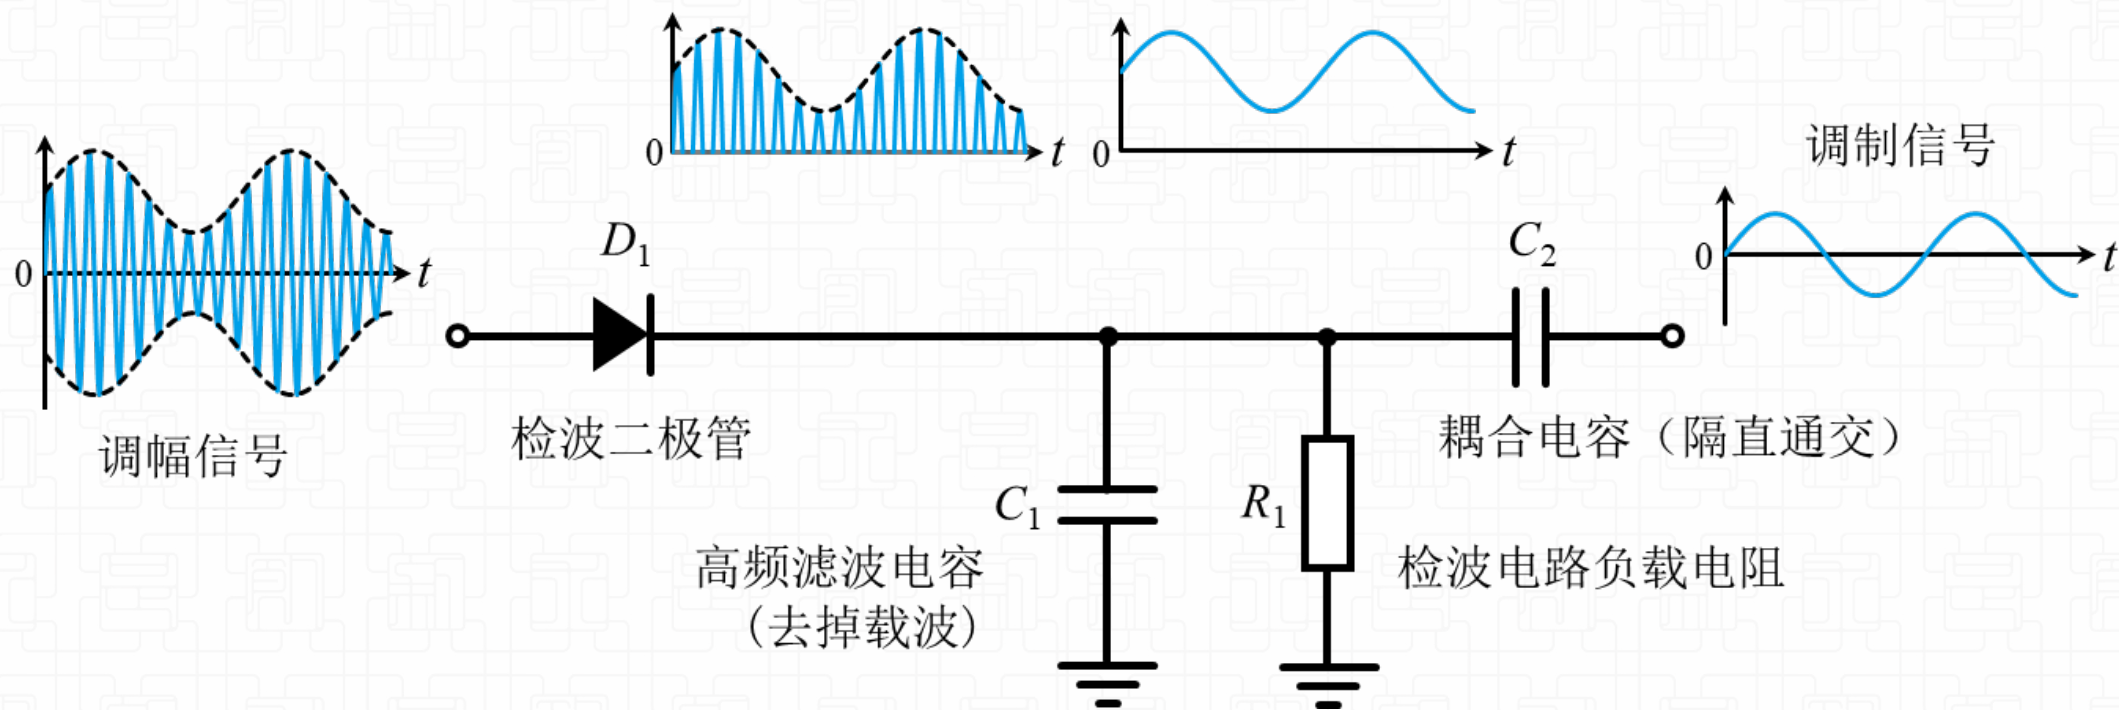 0
t
0
t
调制信号
0
t
0
t
D1
C2
调幅信号
检波二极管
耦合电容（隔直通交）
C1
R1
高频滤波电容
(去掉载波)
检波电路负载电阻